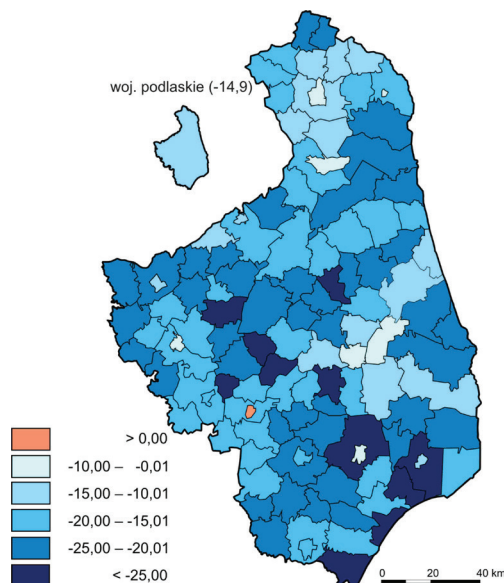 woj. podlaskie (-14,9)
> 0,00
-10,00 – -0,01
-15,00 – -10,01
-20,00 – -15,01
-25,00 – -20,01
< -25,00
0 20 40 km